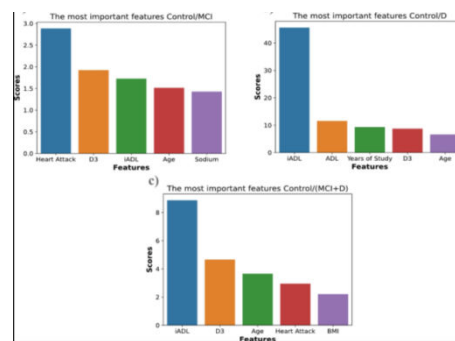 The most important features Control/MCI
3.0
2.5
2.0
1.5
1.0
0.5
0.0
Scores
Heart Attack D3 iADL Age Sodium
Features
The most important features Control/D
40
30
20
10
0
Scores
iADL ADL Years of Study D3 Age
Features
c)
The most important features Control/(MCI+D)
8
6
4
2
0
Scores
iADL D3 Age Heart Attack BMI
Features